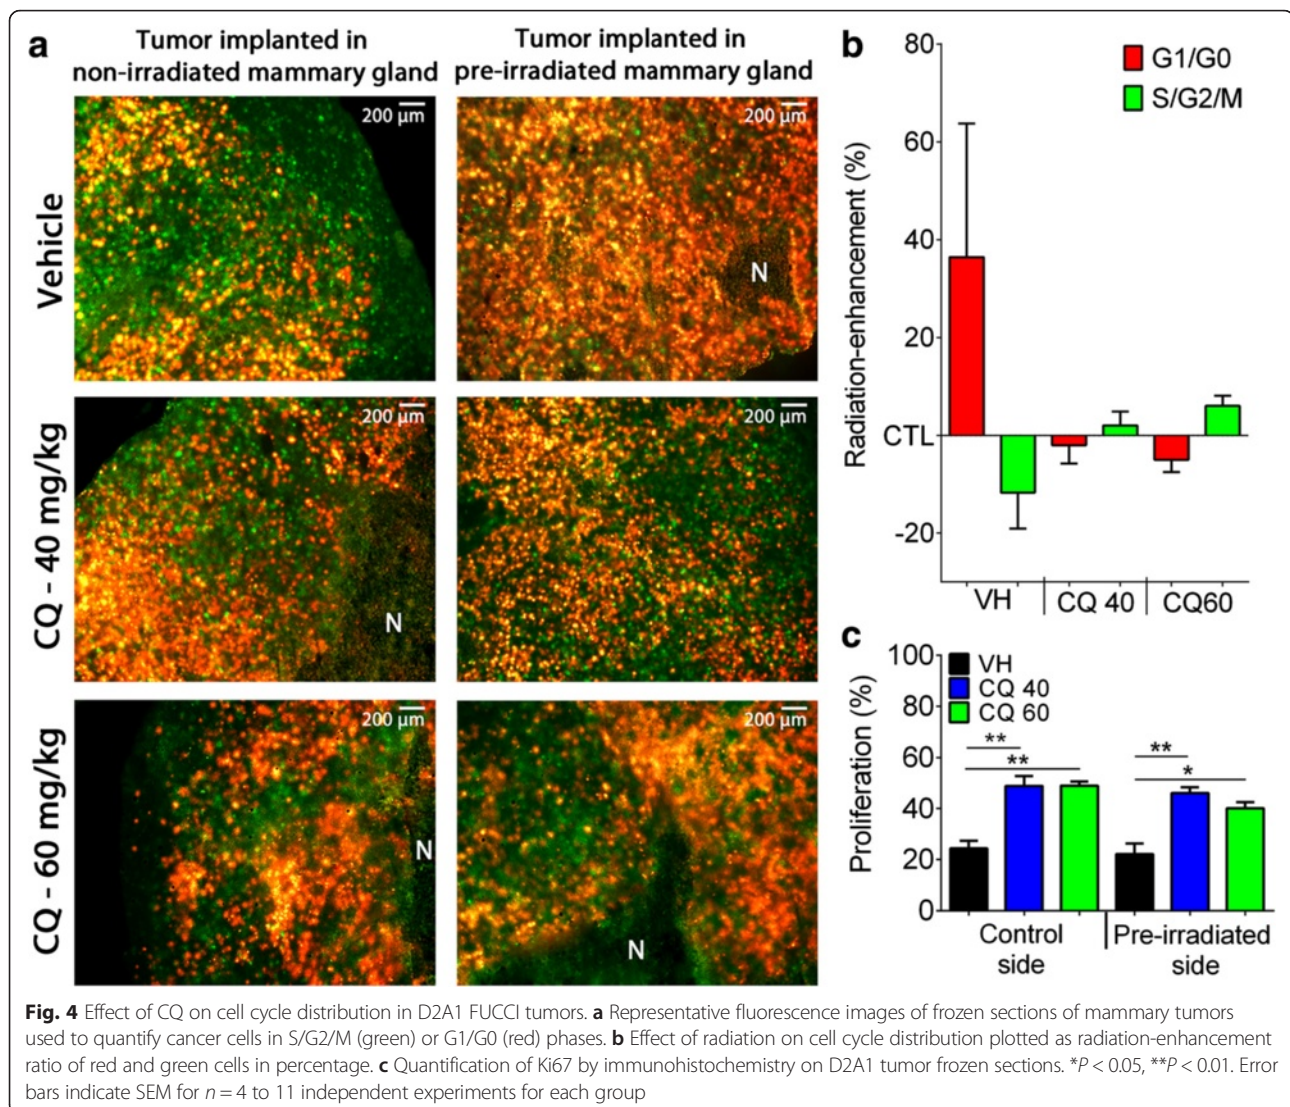 a
Tumor implanted in
non-irradiated mammary gland
Tumor implanted in
pre-irradiated mammary gland
Vehicle
200 µm
200 µm
N
CQ - 40 mg/kg
200 µm
N
200 µm
CQ - 60 mg/kg
200 µm
N
200 µm
N
b
Radiation-enhancement (%)
80
60
40
20
CTL
-20
G1/G0
S/G2/M
VH
CQ 40
CQ60
c
Proliferation (%)
100
80
60
40
20
0
VH
CQ 40
CQ 60
**
**
**
*
Control
side
Pre-irradiated
side
Fig. 4 Effect of CQ on cell cycle distribution in D2A1 FUCCI tumors. a Representative fluorescence images of frozen sections of mammary tumors
used to quantify cancer cells in S/G2/M (green) or G1/G0 (red) phases. b Effect of radiation on cell cycle distribution plotted as radiation-enhancement
ratio of red and green cells in percentage. c Quantification of Ki67 by immunohistochemistry on D2A1 tumor frozen sections. *P < 0.05, **P < 0.01. Error
bars indicate SEM for n = 4 to 11 independent experiments for each group